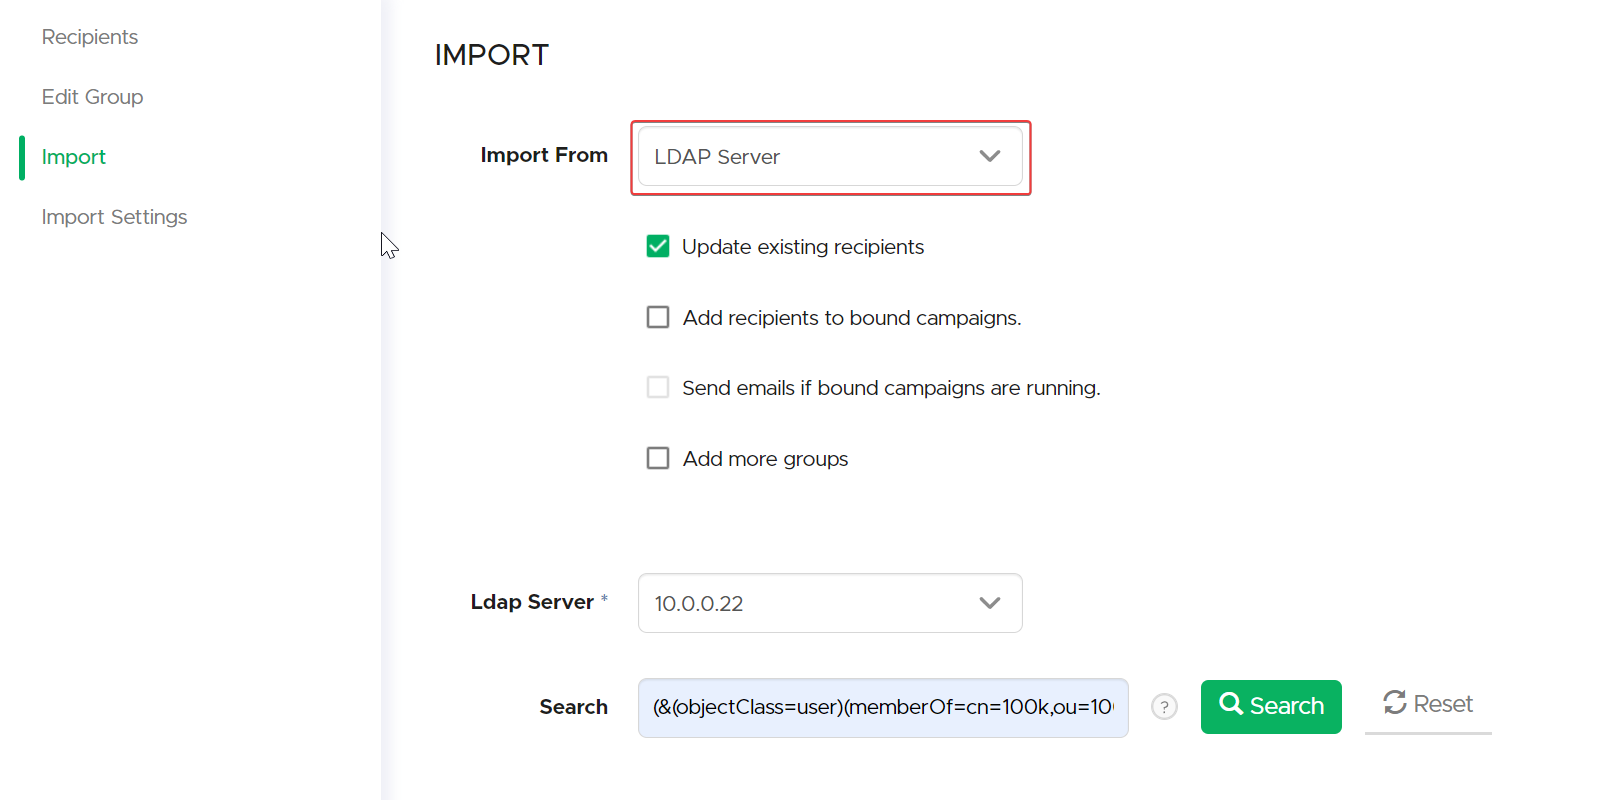 Recipients
Edit Group
Import
Import Settings
IMPORT
Import From
LDAP Server
Update existing recipients
Add recipients to bound campaigns.
Send emails if bound campaigns are running.
Add more groups
Ldap Server *
10.0.0.22
Search
(&(objectClass=user)(memberOf=cn=100k,ou=10
?
Search
Reset